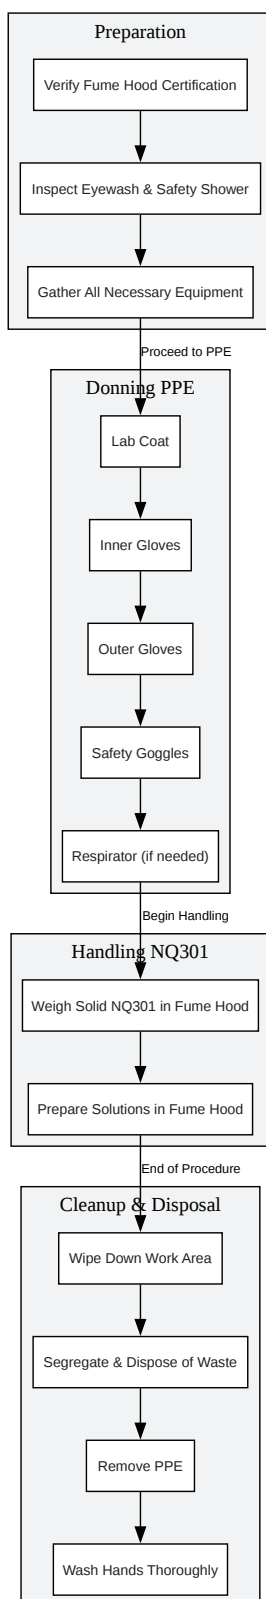 Preparation
Verify Fume Hood Certification
Inspect Eyewash & Safety Shower
Gather All Necessary Equipment
Proceed to PPE
Donning PPE
Lab Coat
Inner Gloves
Outer Gloves
Safety Goggles
Respirator (if needed)
Begin Handling
Handling NQ301
Weigh Solid NQ301 in Fume Hood
Prepare Solutions in Fume Hood
End of Procedure
Cleanup & Disposal
Wipe Down Work Area
Segregate & Dispose of Waste
Remove PPE
Wash Hands Thoroughly